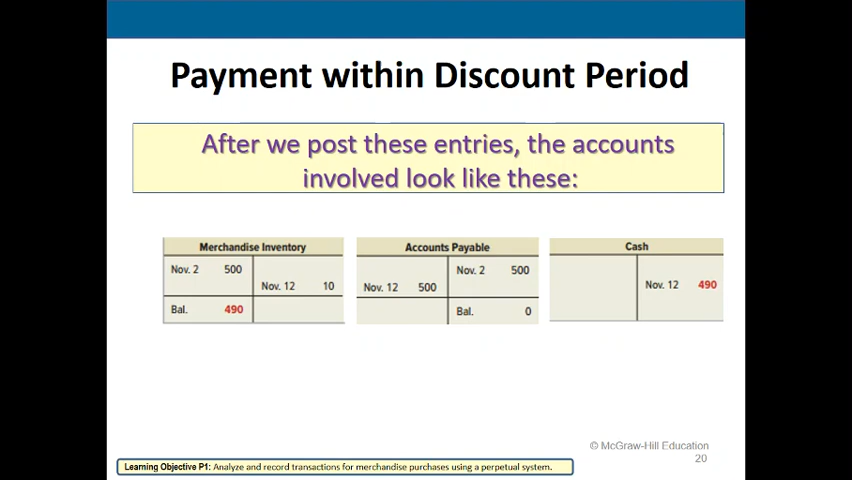 Payment within Discount Period
After we post these entries, the accounts
involved look like these:
Merchandise Inventory
Nov. 2 500
Nov. 12 10
Bal. 490
Accounts Payable
Nov. 2 500
Nov. 12 500
Bal. 0
Cash
Nov. 12 490
© McGraw-Hill Education
20
Learning Objective P1: Analyze and record transactions for merchandise purchases using a perpetual system.